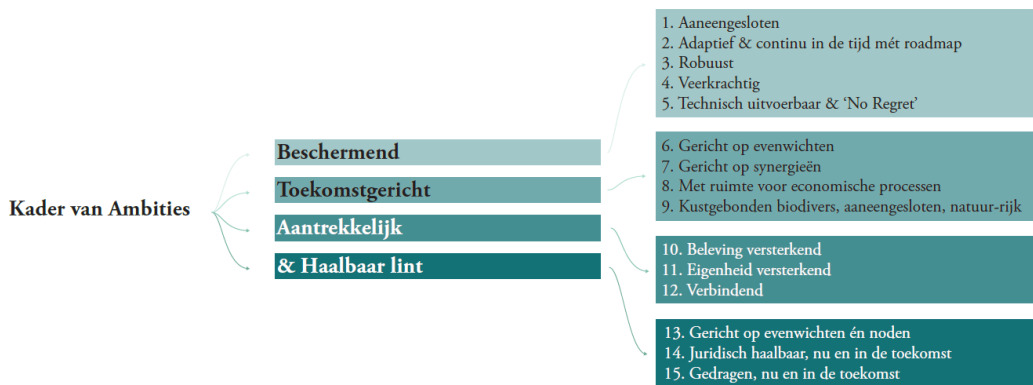 Kader van Ambities
Beschermend
Toekomstgericht
Aantrekkelijk
& Haalbaar lint
1. Aaneengesloten
2. Adaptief & continu in de tijd mét roadmap
3. Robuust
4. Veerkrachtig
5. Technisch uitvoerbaar & ‘No Regret’
6. Gericht op evenwichten
7. Gericht op synergieën
8. Met ruimte voor economische processen
9. Kustgebonden biodivers, aaneengesloten, natuur-rijk
10. Beleving versterkend
11. Eigenheid versterkend
12. Verbindend
13. Gericht op evenwichten én noden
14. Juridisch haalbaar, nu en in de toekomst
15. Gedragen, nu en in de toekomst